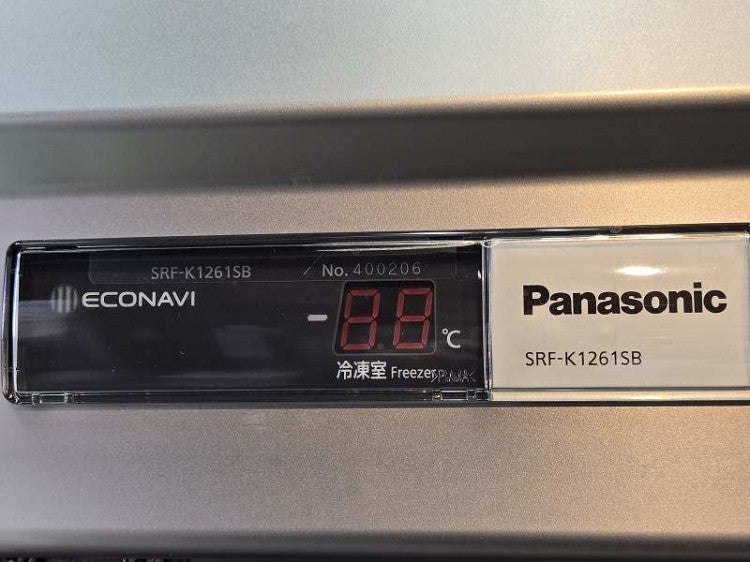 SRF-K1261SB / No. 400206
ECONAVI
-88 ℃
冷凍室 Freezer
Panasonic
SRF-K1261SB